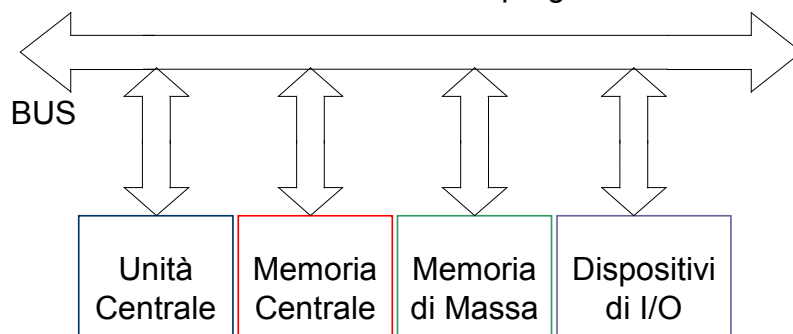 BUS
Unità
Centrale
Memoria
Centrale
Memoria
di Massa
Dispositivi
di I/O